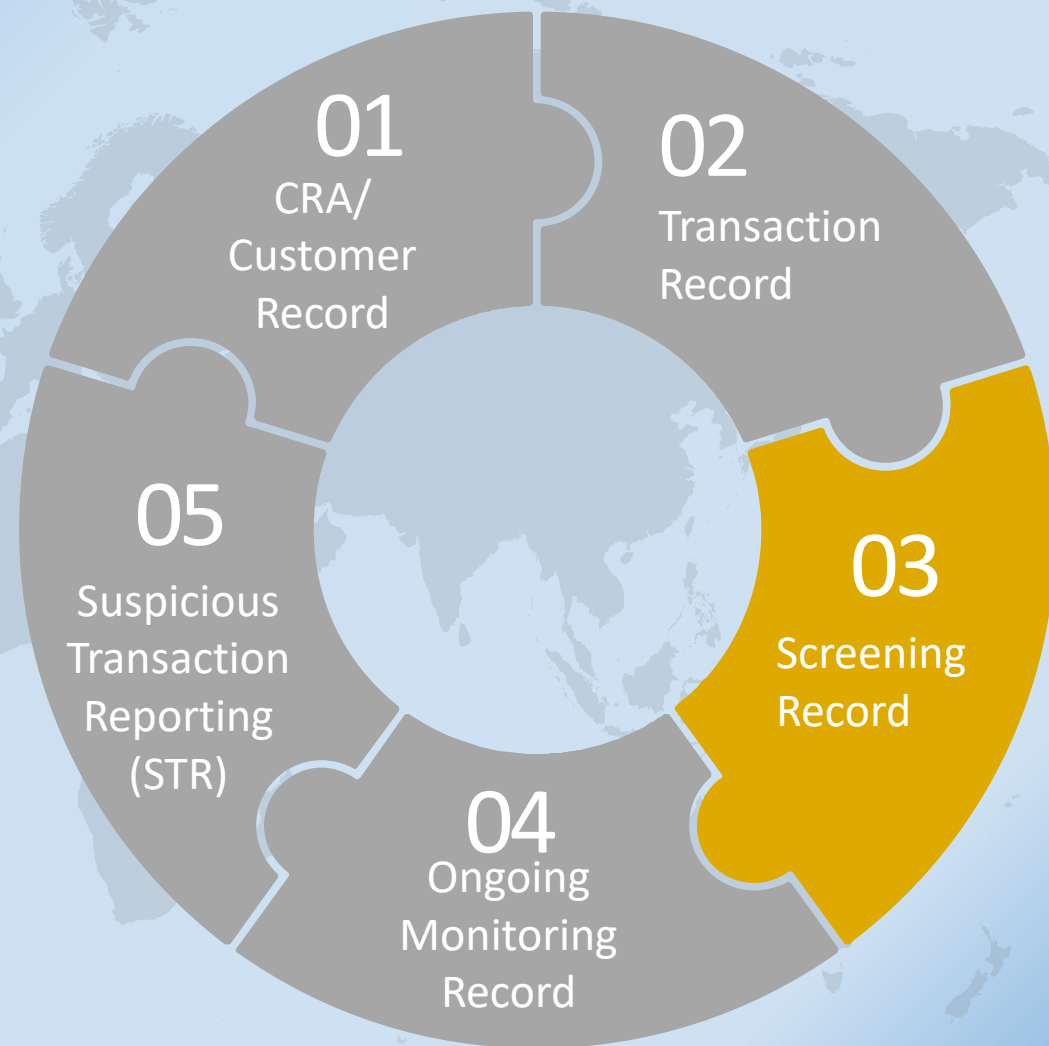 01
CRA/
Customer
Record
02
Transaction
Record
03
Screening
Record
04
Ongoing
Monitoring
Record
05
Suspicious
Transaction
Reporting
(STR)